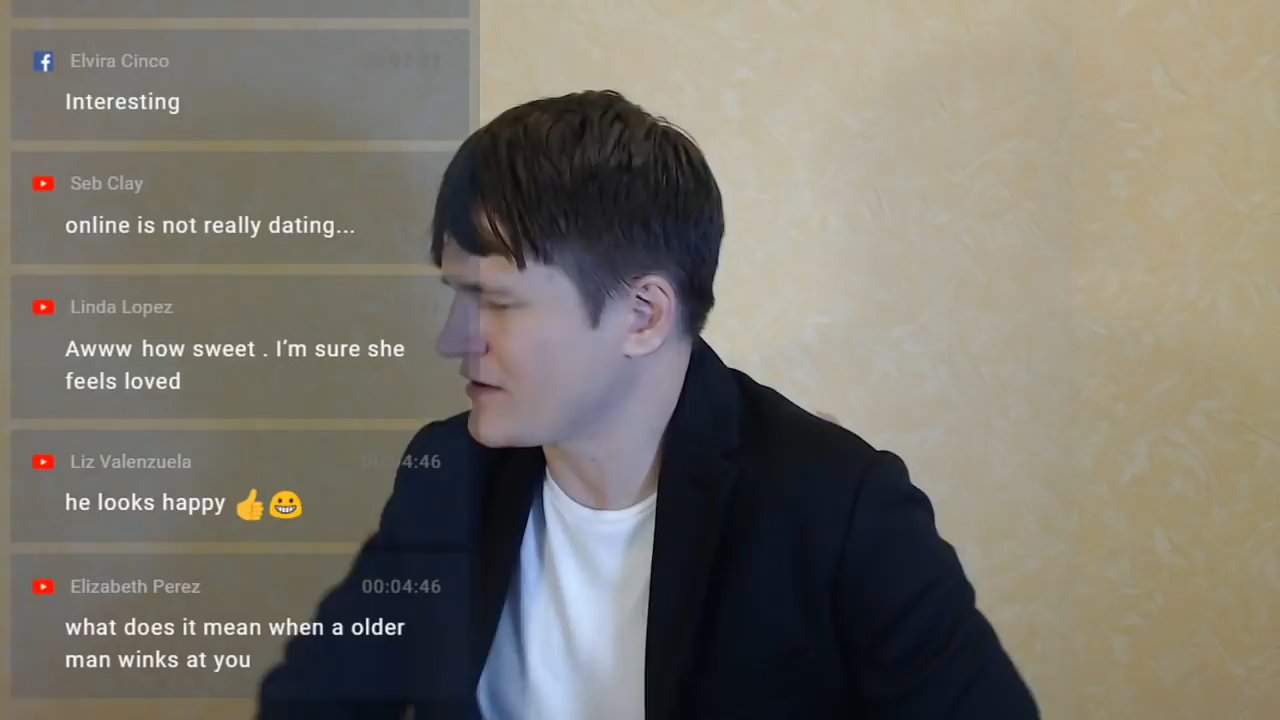 Elvira Cinco
Interesting
Seb Clay
online is not really dating...
Linda Lopez
Awww how sweet . I’m sure she
feels loved
Liz Valenzuela
he looks happy 👍😀
Elizabeth Perez 00:04:46
what does it mean when a older
man winks at you